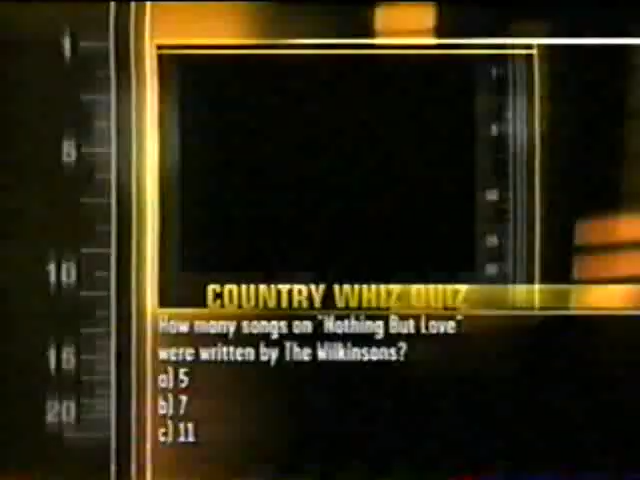 1
5
10
15
20
COUNTRY WHIZ QUIZ
How many songs on "Nothing But Love"
were written by The Wilkinsons?
a) 5
b) 7
c) 11